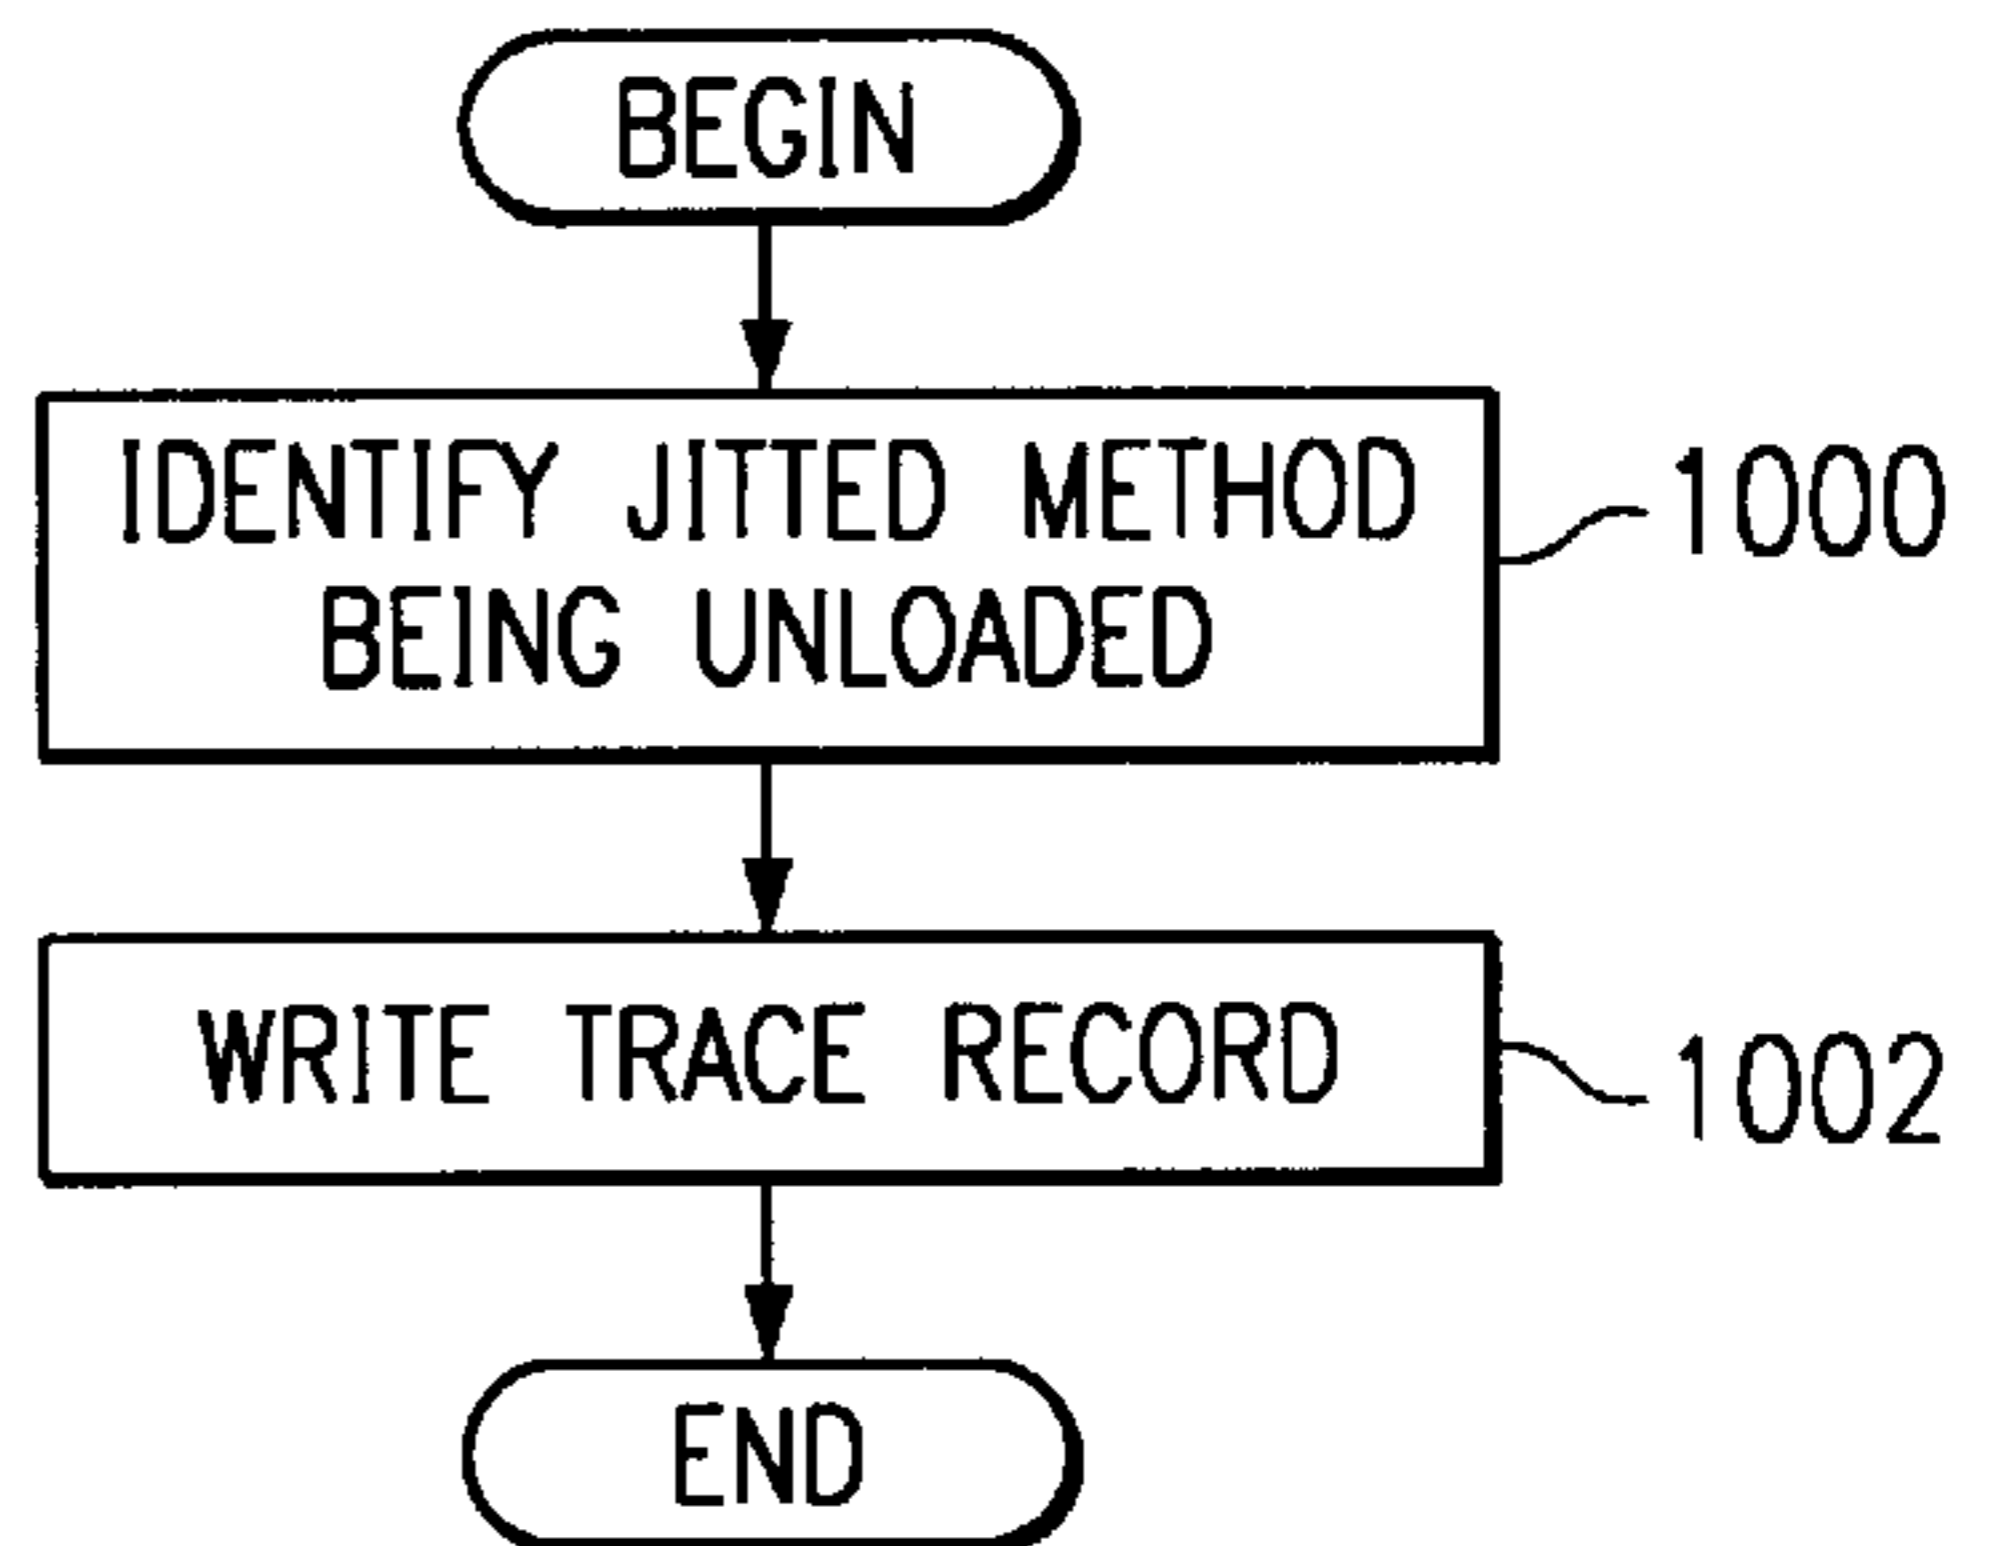 BEGIN
IDENTIFY JITTED METHOD
BEING UNLOADED
1000
WRITE TRACE RECORD
1002
END